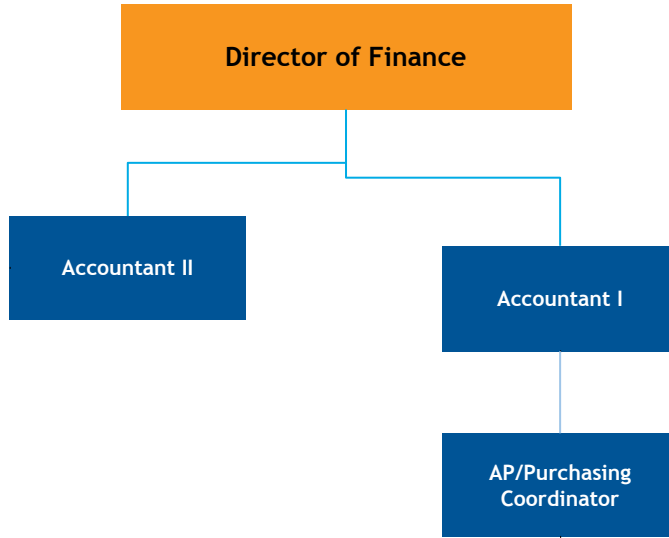 Director of Finance
Accountant II
Accountant I
AP/Purchasing
Coordinator